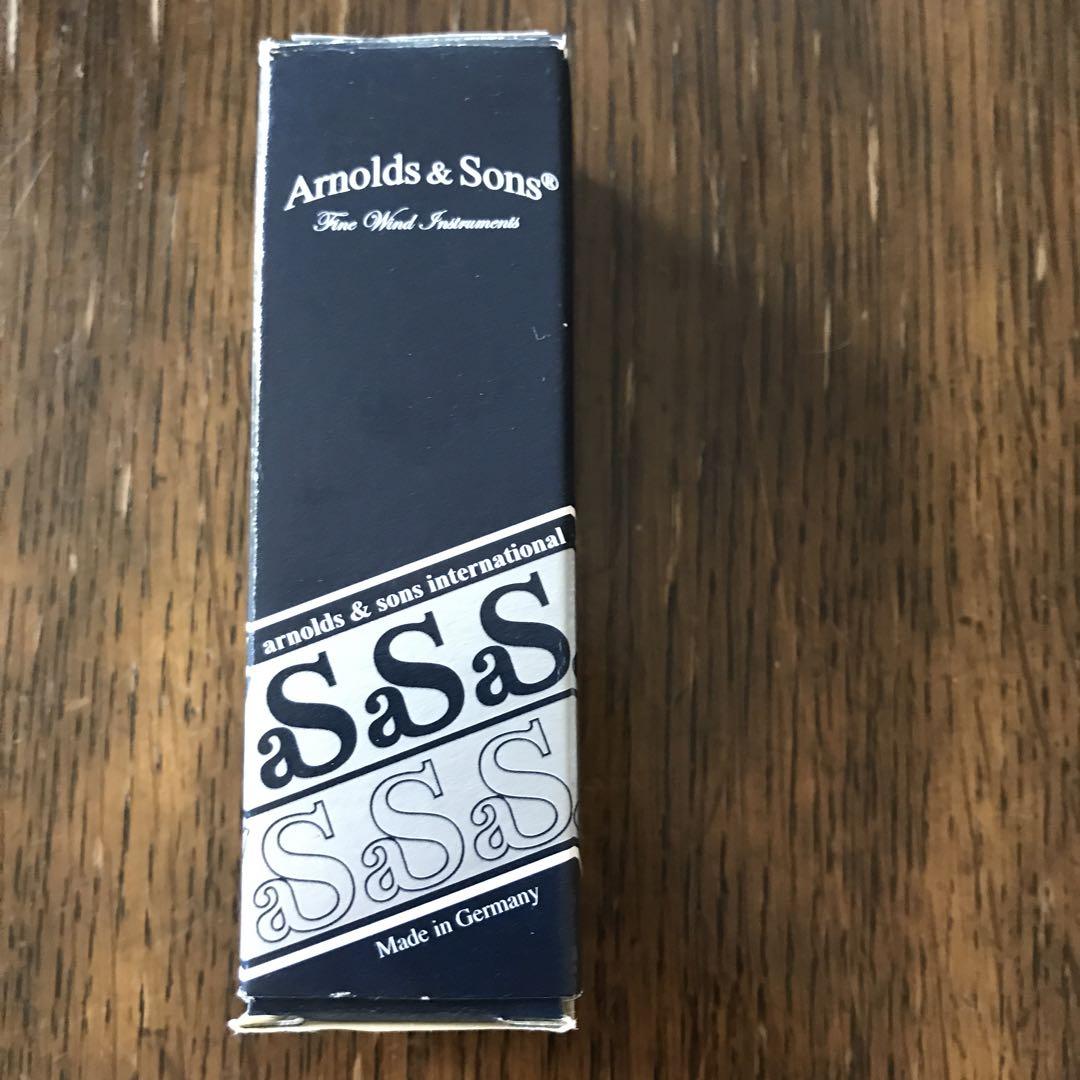 Arnolds & Sons®
Fine Wind Instruments
arnolds & sons international
aSaSaS
aSaSaS
Made in Germany